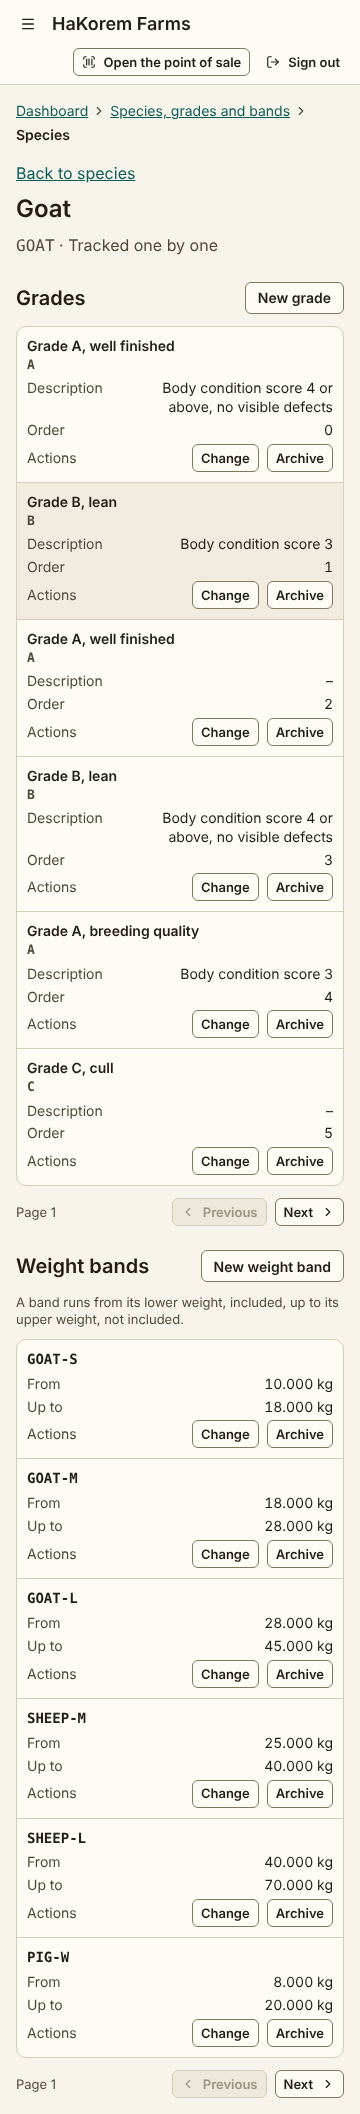 HaKorem Farms
Open the point of sale
Sign out
Dashboard > Species, grades and bands >
Species
Back to species
Goat
GOAT · Tracked one by one
Grades
New grade
Grade A, well finished
A
Description Body condition score 4 or
above, no visible defects
Order 0
Actions Change Archive
Grade B, lean
B
Description Body condition score 3
Order 1
Actions Change Archive
Grade A, well finished
A
Description –
Order 2
Actions Change Archive
Grade B, lean
B
Description Body condition score 4 or
above, no visible defects
Order 3
Actions Change Archive
Grade A, breeding quality
A
Description Body condition score 3
Order 4
Actions Change Archive
Grade C, cull
C
Description –
Order 5
Actions Change Archive
Page 1 Previous Next
Weight bands
New weight band
A band runs from its lower weight, included, up to its
upper weight, not included.
GOAT-S
From 10.000 kg
Up to 18.000 kg
Actions Change Archive
GOAT-M
From 18.000 kg
Up to 28.000 kg
Actions Change Archive
GOAT-L
From 28.000 kg
Up to 45.000 kg
Actions Change Archive
SHEEP-M
From 25.000 kg
Up to 40.000 kg
Actions Change Archive
SHEEP-L
From 40.000 kg
Up to 70.000 kg
Actions Change Archive
PIG-W
From 8.000 kg
Up to 20.000 kg
Actions Change Archive
Page 1 Previous Next